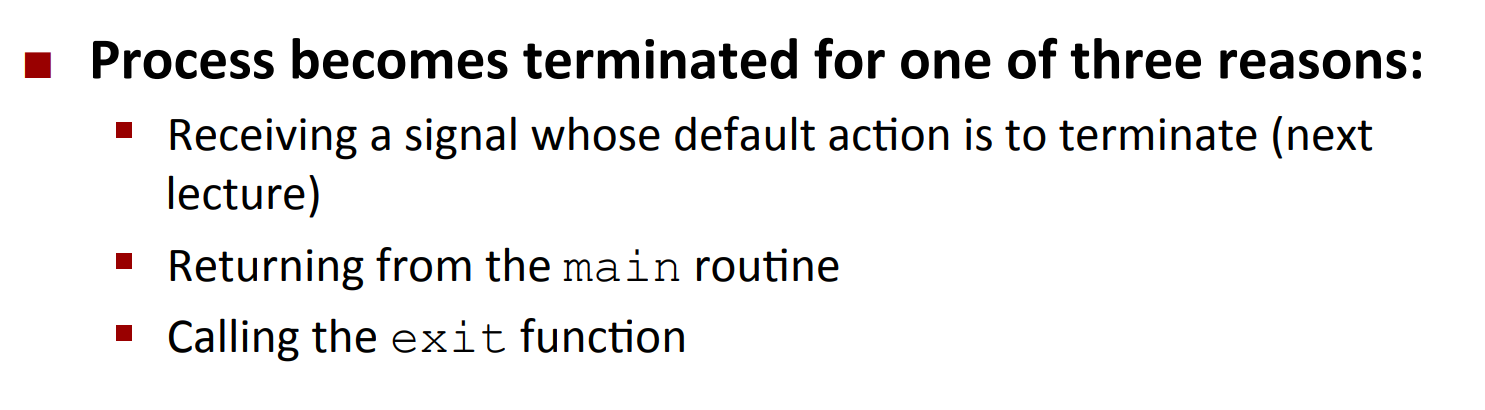 Process becomes terminated for one of three reasons:
Receiving a signal whose default action is to terminate (next
lecture)
Returning from the main routine
Calling the exit function